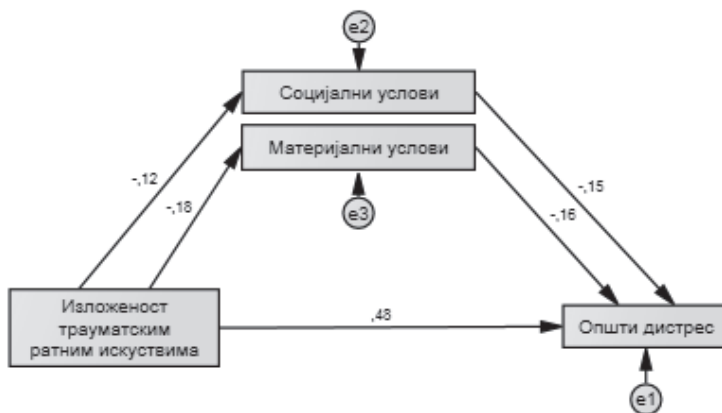 e2
Социјални услови
Материјални услови
-,12
-,18
-,15
-,16
e3
Изложеност
трауматским
ратним искуствима
,48
Општи дистрес
e1